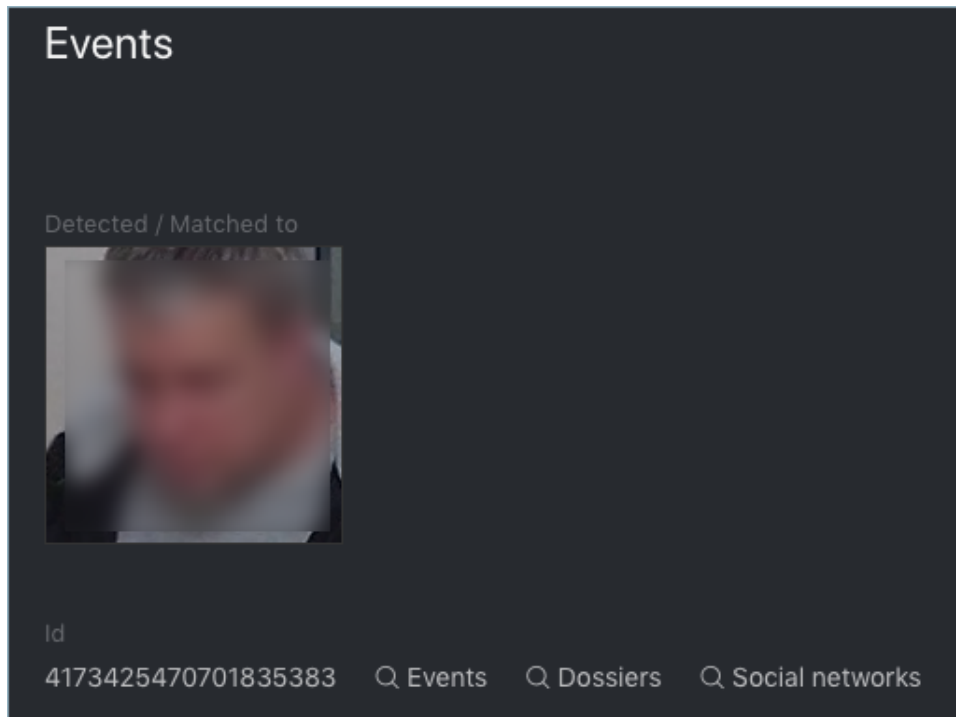 Events
Detected / Matched to
Id
4173425470701835383 Events Dossiers Social networks